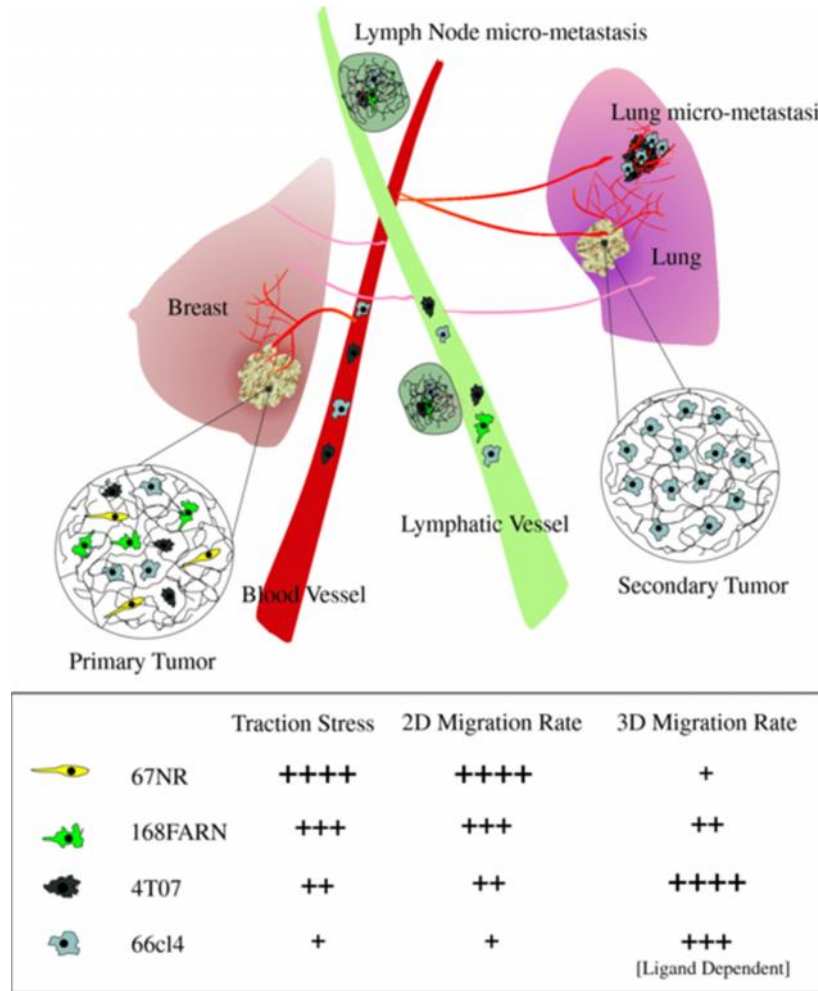 Lymph Node micro-metastasis
Lung micro-metastasi
Lung
Breast
Lymphatic Vessel
Blood Vessel
Secondary Tumor
Primary Tumor
Traction Stress 2D Migration Rate 3D Migration Rate
67NR ++++ ++++ +
168FARN +++ +++ ++
4T07 ++ ++ ++++
66cl4 + + +++
[Ligand Dependent]